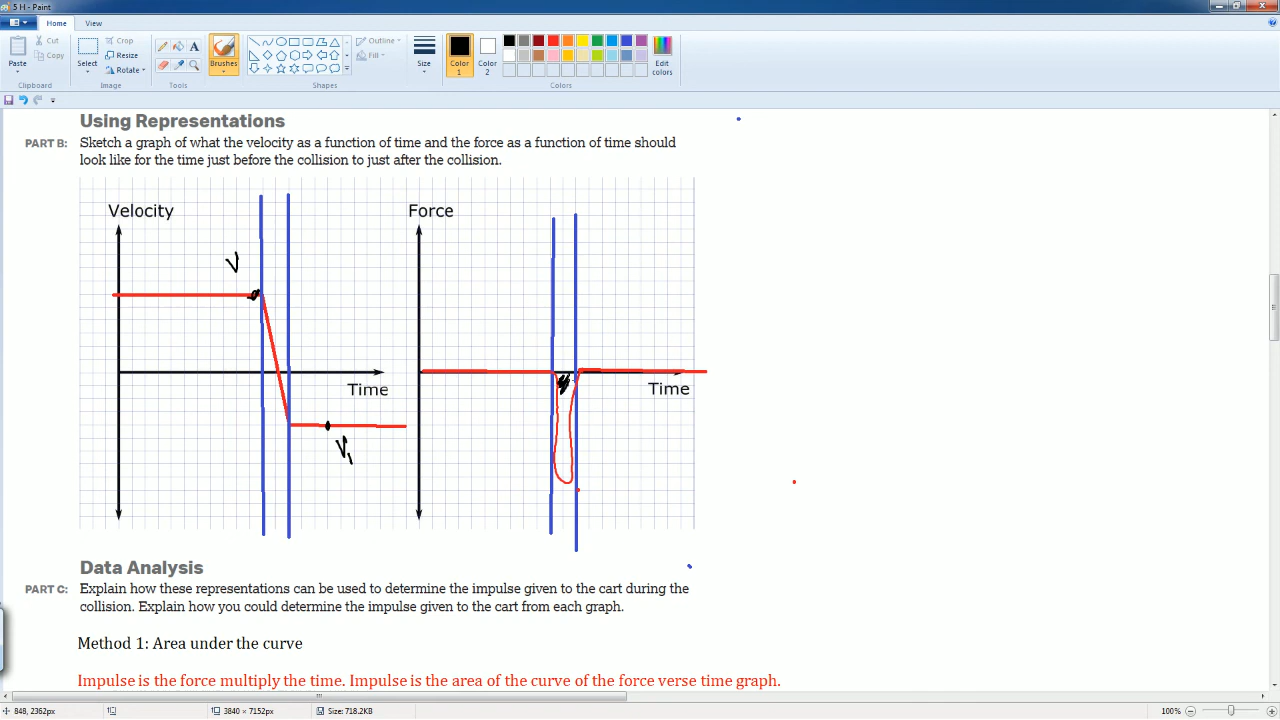 5 H - Paint
Home View
Paste
Cut
Copy
Clipboard
Select
Crop
Resize
Rotate
Image
Tools
Brushes
Shapes
Outline
Fill
Size
Color 1
Color 2
Edit colors
Colors
Using Representations
PART B: Sketch a graph of what the velocity as a function of time and the force as a function of time should
look like for the time just before the collision to just after the collision.
Velocity
Force
V
Time
Time
V1
Data Analysis
PART C: Explain how these representations can be used to determine the impulse given to the cart during the
collision. Explain how you could determine the impulse given to the cart from each graph.
Method 1: Area under the curve
Impulse is the force multiply the time. Impulse is the area of the curve of the force verse time graph.
848, 2362px
3840 × 7152px
Size: 718.2KB
100%